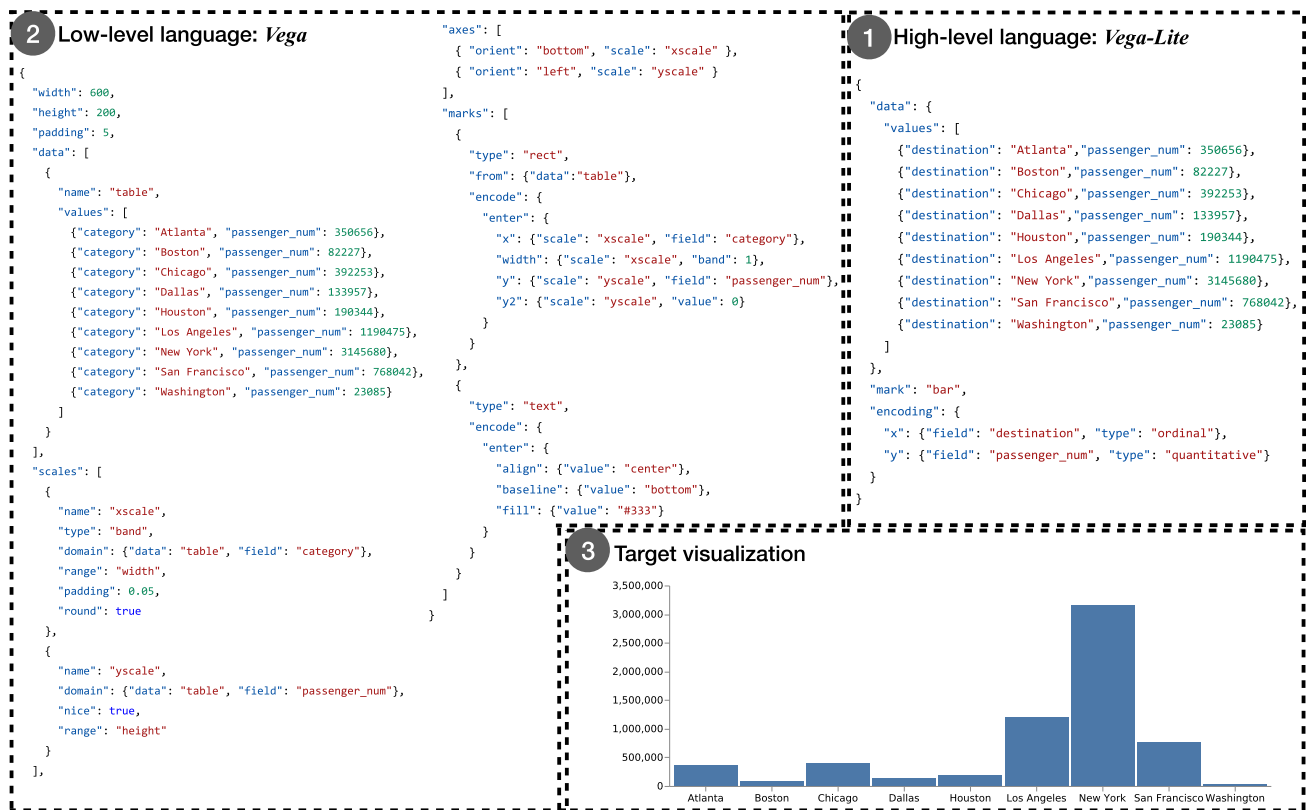 2 Low-level language: Vega
{
"width": 600,
"height": 200,
"padding": 5,
"data": [
{
"name": "table",
"values": [
{"category": "Atlanta", "passenger_num": 350656},
{"category": "Boston", "passenger_num": 82227},
{"category": "Chicago", "passenger_num": 392253},
{"category": "Dallas", "passenger_num": 133957},
{"category": "Houston", "passenger_num": 190344},
{"category": "Los Angeles", "passenger_num": 1190475},
{"category": "New York", "passenger_num": 3145680},
{"category": "San Francisco", "passenger_num": 768042},
{"category": "Washington", "passenger_num": 23085}
]
}
],
"scales": [
{
"name": "xscale",
"type": "band",
"domain": {"data": "table", "field": "category"},
"range": "width",
"padding": 0.05,
"round": true
},
{
"name": "yscale",
"domain": {"data": "table", "field": "passenger_num"},
"nice": true,
"range": "height"
}
],
"axes": [
{ "orient": "bottom", "scale": "xscale" },
{ "orient": "left", "scale": "yscale" }
],
"marks": [
{
"type": "rect",
"from": {"data":"table"},
"encode": {
"enter": {
"x": {"scale": "xscale", "field": "category"},
"width": {"scale": "xscale", "band": 1},
"y": {"scale": "yscale", "field": "passenger_num"},
"y2": {"scale": "yscale", "value": 0}
}
}
},
{
"type": "text",
"encode": {
"enter": {
"align": {"value": "center"},
"baseline": {"value": "bottom"},
"fill": {"value": "#333"}
}
}
}
]
}
1 High-level language: Vega-Lite
{
"data": {
"values": [
{"destination": "Atlanta","passenger_num": 350656},
{"destination": "Boston","passenger_num": 82227},
{"destination": "Chicago","passenger_num": 392253},
{"destination": "Dallas","passenger_num": 133957},
{"destination": "Houston","passenger_num": 190344},
{"destination": "Los Angeles","passenger_num": 1190475},
{"destination": "New York","passenger_num": 3145680},
{"destination": "San Francisco","passenger_num": 768042},
{"destination": "Washington","passenger_num": 23085}
]
},
"mark": "bar",
"encoding": {
"x": {"field": "destination", "type": "ordinal"},
"y": {"field": "passenger_num", "type": "quantitative"}
}
}
3 Target visualization
3,500,000
3,000,000
2,500,000
2,000,000
1,500,000
1,000,000
500,000
0
Atlanta Boston Chicago Dallas Houston Los Angeles New York San Francisco Washington